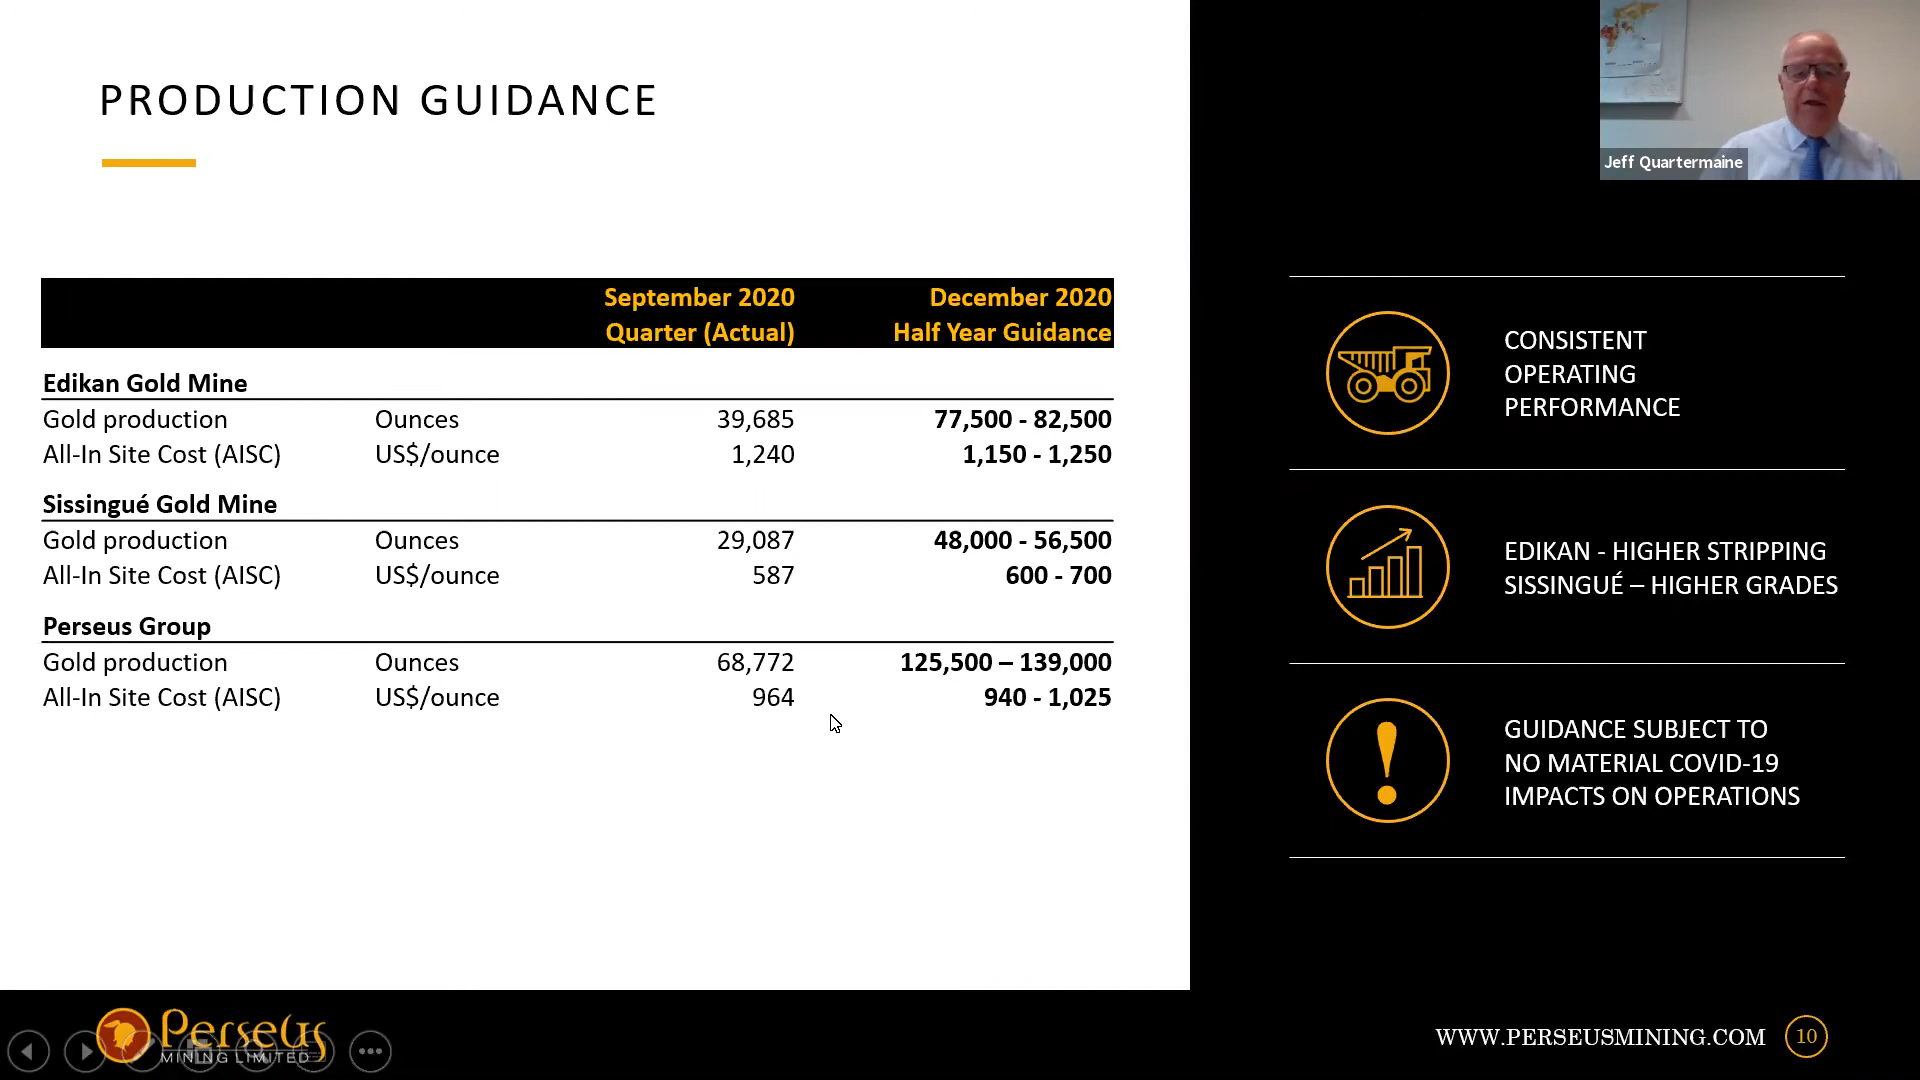 PRODUCTION GUIDANCE
Jeff Quartermaine
September 2020 December 2020
Quarter (Actual) Half Year Guidance
Edikan Gold Mine
Gold production Ounces 39,685 77,500 - 82,500
All-In Site Cost (AISC) US$/ounce 1,240 1,150 - 1,250
Sissingué Gold Mine
Gold production Ounces 29,087 48,000 - 56,500
All-In Site Cost (AISC) US$/ounce 587 600 - 700
Perseus Group
Gold production Ounces 68,772 125,500 – 139,000
All-In Site Cost (AISC) US$/ounce 964 940 - 1,025
CONSISTENT
OPERATING
PERFORMANCE
EDIKAN - HIGHER STRIPPING
SISSINGUÉ – HIGHER GRADES
GUIDANCE SUBJECT TO
NO MATERIAL COVID-19
IMPACTS ON OPERATIONS
Perseus
MINING LIMITED
WWW.PERSEUSMINING.COM 10